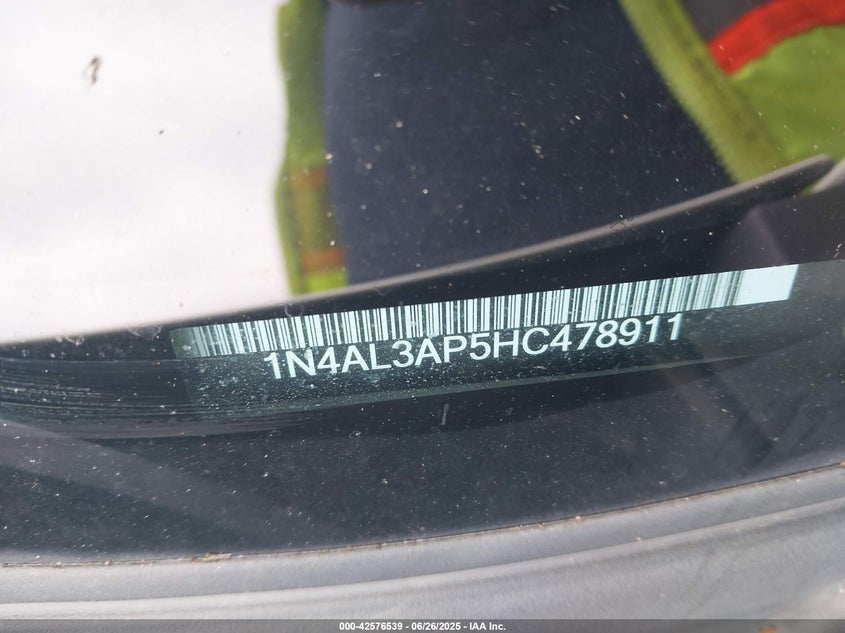 1N4AL3AP5HC478911
000-42576539 | 06/26/2025 - IAA Inc.